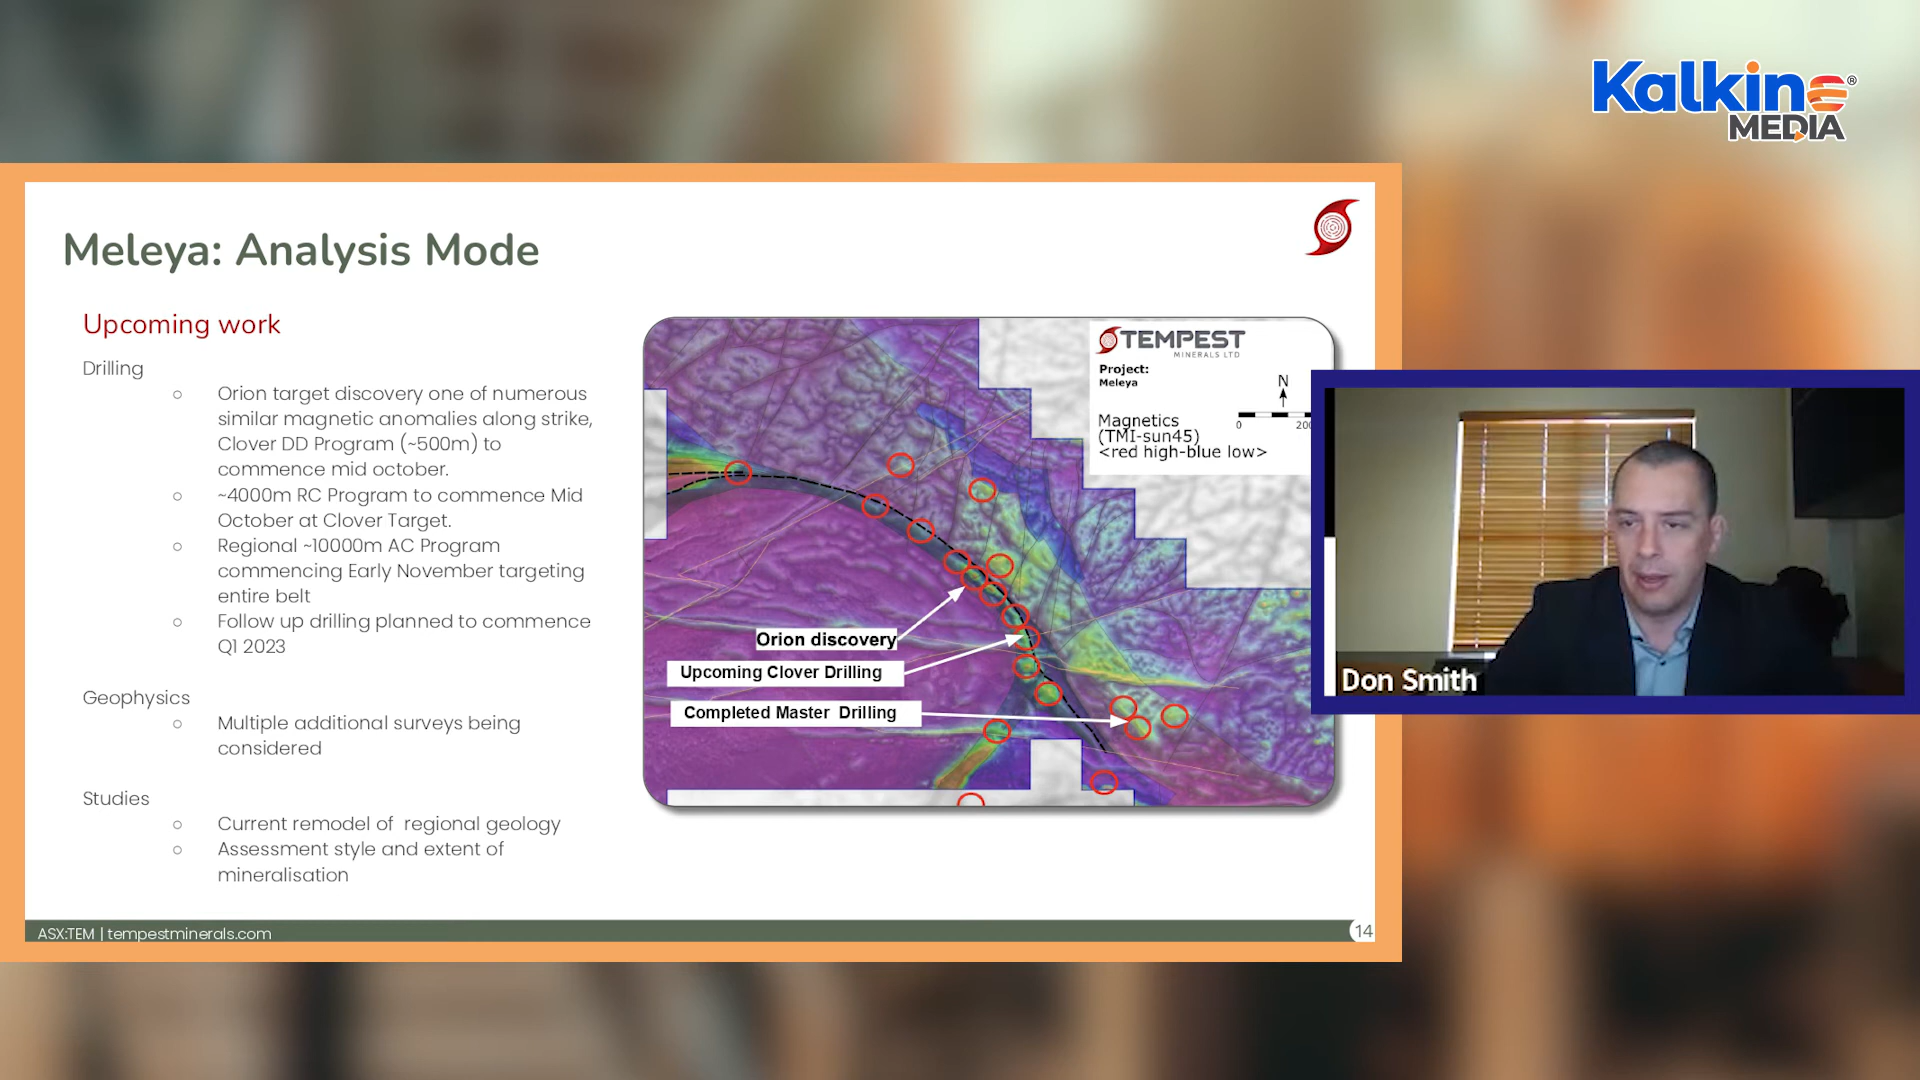 Kalkine®
MEDIA
Meleya: Analysis Mode
Upcoming work
Drilling
○ Orion target discovery one of numerous
similar magnetic anomalies along strike,
Clover DD Program (~500m) to
commence mid october.
○ ~4000m RC Program to commence Mid
October at Clover Target.
○ Regional ~10000m AC Program
commencing Early November targeting
entire belt
○ Follow up drilling planned to commence
Q1 2023
Geophysics
○ Multiple additional surveys being
considered
Studies
○ Current remodel of regional geology
○ Assessment style and extent of
mineralisation
TEMPEST
MINERALS LTD
Project:
Meleya
N
Magnetics
(TMI-sun45)
<red high-blue low>
0
Orion discovery
Upcoming Clover Drilling
Completed Master Drilling
Don Smith
ASX:TEM | tempestminerals.com
14